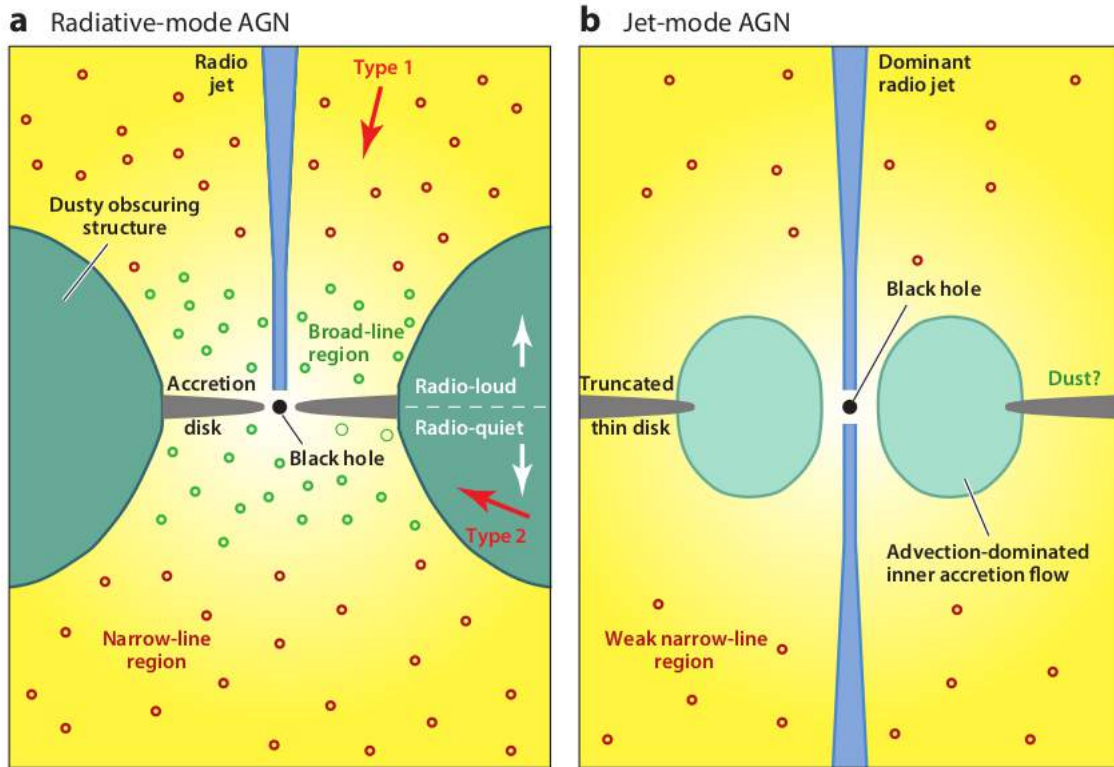 a Radiative-mode AGN
Radio
jet
Type 1
Dusty obscuring
structure
Broad-line
region
Accretion
disk
Radio-loud
Radio-quiet
Black hole
Type 2
Narrow-line
region
b Jet-mode AGN
Dominant
radio jet
Black hole
Truncated
thin disk
Dust?
Advection-dominated
inner accretion flow
Weak narrow-line
region